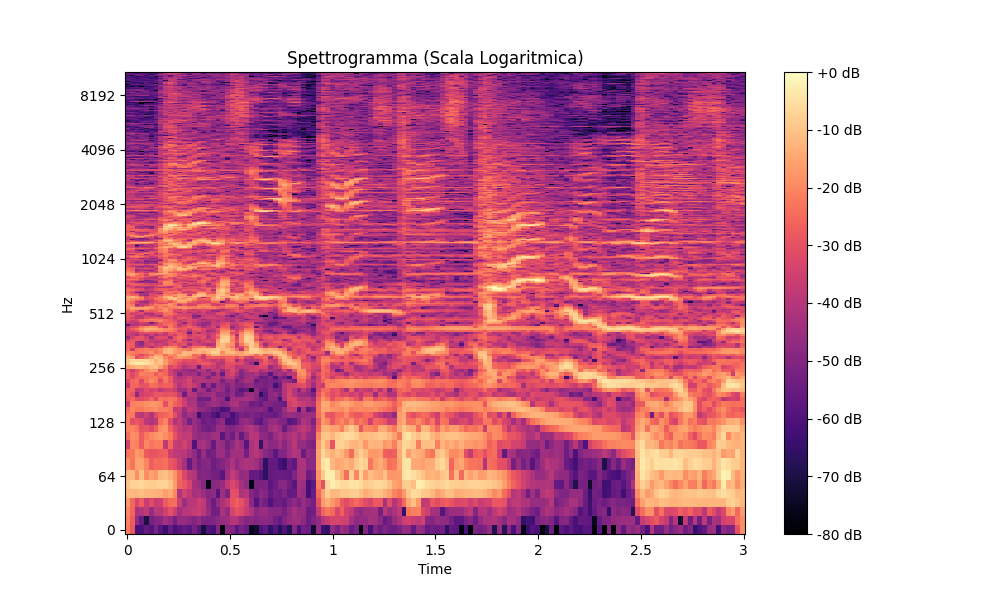 Spettrogramma (Scala Logaritmica)
Hz
8192
4096
2048
1024
512
256
128
64
0
0 0.5 1 1.5 2 2.5 3
Time
+0 dB
-10 dB
-20 dB
-30 dB
-40 dB
-50 dB
-60 dB
-70 dB
-80 dB